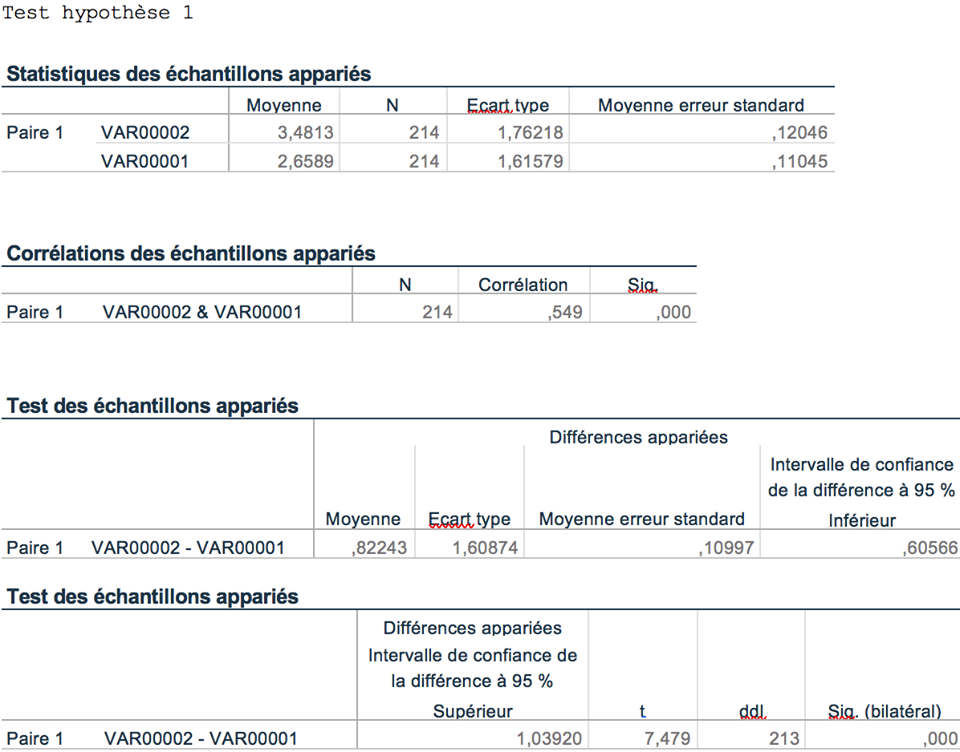 Test hypothèse 1
Statistiques des échantillons appariés
Moyenne N Ecart type Moyenne erreur standard
Paire 1 VAR00002 3,4813 214 1,76218 ,12046
VAR00001 2,6589 214 1,61579 ,11045
Corrélations des échantillons appariés
N Corrélation Sig.
Paire 1 VAR00002 & VAR00001 214 ,549 ,000
Test des échantillons appariés
Différences appariées
Intervalle de confiance
de la différence à 95 %
Moyenne Ecart type Moyenne erreur standard Inférieur
Paire 1 VAR00002 - VAR00001 ,82243 1,60874 ,10997 ,60566
Test des échantillons appariés
Différences appariées
Intervalle de confiance de
la différence à 95 %
Supérieur t ddl Sig. (bilatéral)
Paire 1 VAR00002 - VAR00001 1,03920 7,479 213 ,000